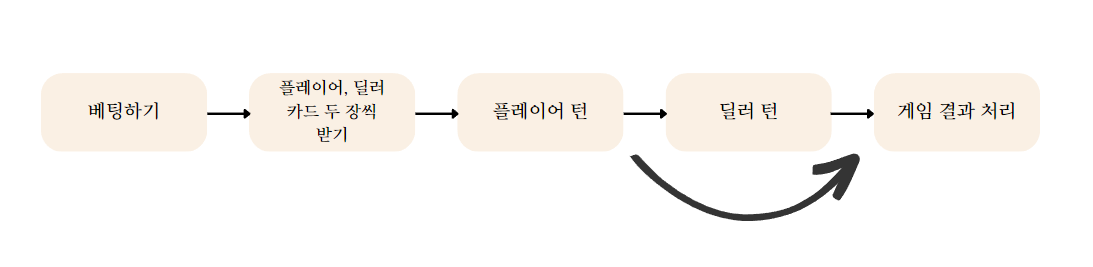 베팅하기
플레이어, 딜러
카드 두 장씩
받기
플레이어 턴
딜러 턴
게임 결과 처리